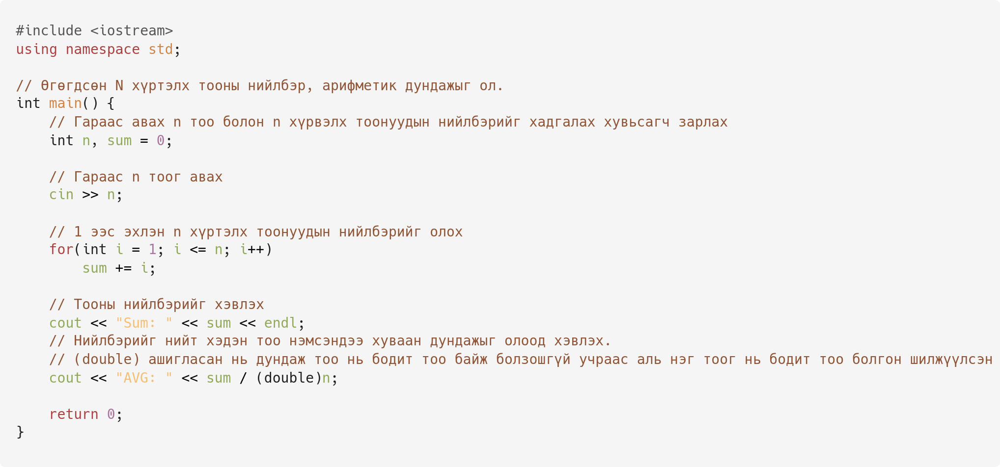 #include <iostream>
using namespace std;
// Өгөгдсөн N хүртэлх тооны нийлбэр, арифметик дундажыг ол.
int main() {
// Гараас авах n тоо болон n хүрвэлх тоонуудын нийлбэрийг хадгалах хувьсагч зарлах
int n, sum = 0;
// Гараас n тоог авах
cin >> n;
// 1 ээс эхлэн n хүртэлх тоонуудын нийлбэрийг олох
for(int i = 1; i <= n; i++)
sum += i;
// Тооны нийлбэрийг хэвлэх
cout << "Sum: " << sum << endl;
// Нийлбэрийг нийт хэдэн тоо нэмсэндээ хуваан дундажыг олоод хэвлэх.
// (double) ашигласан нь дундаж тоо нь бодит тоо байж болзошгүй учраас аль нэг тоог нь бодит тоо болгон шилжүүлсэн
cout << "AVG: " << sum / (double)n;
return 0;
}